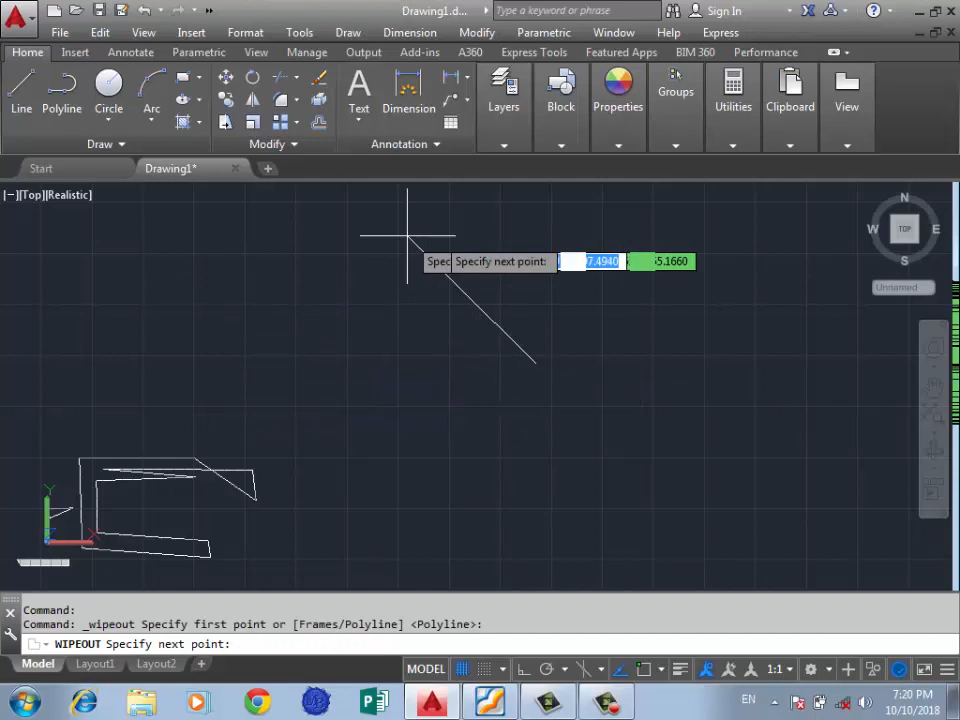 Drawing1.d...
Type a keyword or phrase
Sign In
File Edit View Insert Format Tools Draw Dimension Modify Parametric Window Help Express
Home Insert Annotate Parametric View Manage Output Add-ins A360 Express Tools Featured Apps BIM 360 Performance
Line Polyline Circle Arc Text Dimension Layers Block Properties Groups Utilities Clipboard View
Draw Modify Annotation
Start Drawing1*
[−][Top][Realistic]
N
W TOP E
S
Unnamed
Spec Specify next point: 7.4940 55.1660
Y
X
Command:
Command: _wipeout Specify first point or [Frames/Polyline] <Polyline>:
WIPEOUT Specify next point:
Model Layout1 Layout2 + MODEL 1:1
EN 7:20 PM
10/10/2018